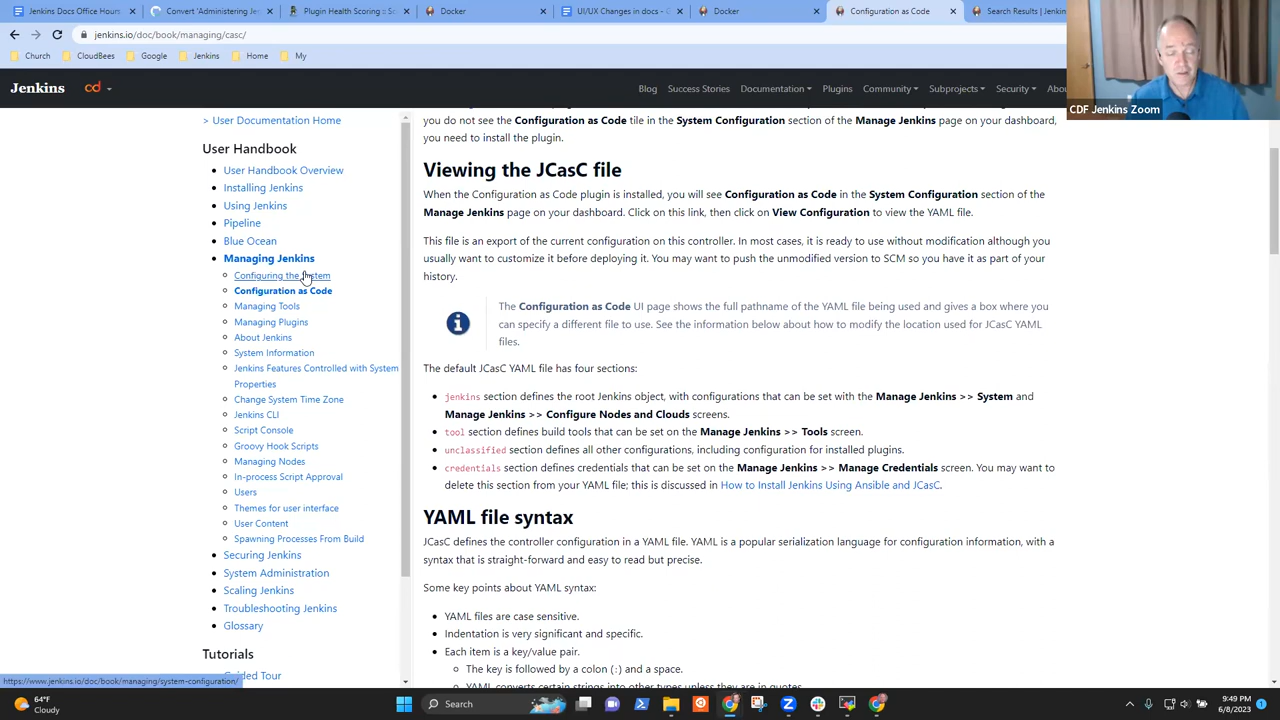 Jenkins Docs Office Hours
Convert 'Administering Je
Plugin Health Scoring :: Sc
Docker
UI/UX Changes in docs - G
Docker
Configuration as Code
Search Results | Jenkin
jenkins.io/doc/book/managing/casc/
Church
CloudBees
Google
Jenkins
Home
My
Jenkins
cd
Blog
Success Stories
Documentation
Plugins
Community
Subprojects
Security
Abou
CDF Jenkins Zoom
> User Documentation Home
User Handbook
User Handbook Overview
Installing Jenkins
Using Jenkins
Pipeline
Blue Ocean
Managing Jenkins
Configuring the System
Configuration as Code
Managing Tools
Managing Plugins
About Jenkins
System Information
Jenkins Features Controlled with System
Properties
Change System Time Zone
Jenkins CLI
Script Console
Groovy Hook Scripts
Managing Nodes
In-process Script Approval
Users
Themes for user interface
User Content
Spawning Processes From Build
Securing Jenkins
System Administration
Scaling Jenkins
Troubleshooting Jenkins
Glossary
Tutorials
Guided Tour
https://www.jenkins.io/doc/book/managing/system-configuration/
you do not see the Configuration as Code tile in the System Configuration section of the Manage Jenkins page on your dashboard,
you need to install the plugin.
Viewing the JCasC file
When the Configuration as Code plugin is installed, you will see Configuration as Code in the System Configuration section of the
Manage Jenkins page on your dashboard. Click on this link, then click on View Configuration to view the YAML file.
This file is an export of the current configuration on this controller. In most cases, it is ready to use without modification although you
usually want to customize it before deploying it. You may want to push the unmodified version to SCM so you have it as part of your
history.
The Configuration as Code UI page shows the full pathname of the YAML file being used and gives a box where you
can specify a different file to use. See the information below about how to modify the location used for JCasC YAML
files.
The default JCasC YAML file has four sections:
jenkins section defines the root Jenkins object, with configurations that can be set with the Manage Jenkins >> System and
Manage Jenkins >> Configure Nodes and Clouds screens.
tool section defines build tools that can be set on the Manage Jenkins >> Tools screen.
unclassified section defines all other configurations, including configuration for installed plugins.
credentials section defines credentials that can be set on the Manage Jenkins >> Manage Credentials screen. You may want to
delete this section from your YAML file; this is discussed in How to Install Jenkins Using Ansible and JCasC.
YAML file syntax
JCasC defines the controller configuration in a YAML file. YAML is a popular serialization language for configuration information, with a
syntax that is straight-forward and easy to read but precise.
Some key points about YAML syntax:
YAML files are case sensitive.
Indentation is very significant and specific.
Each item is a key/value pair.
The key is followed by a colon (:) and a space.
YAML converts certain strings into other types unless they are in quotes
64°F
Cloudy
Search
9:49 PM
6/8/2023